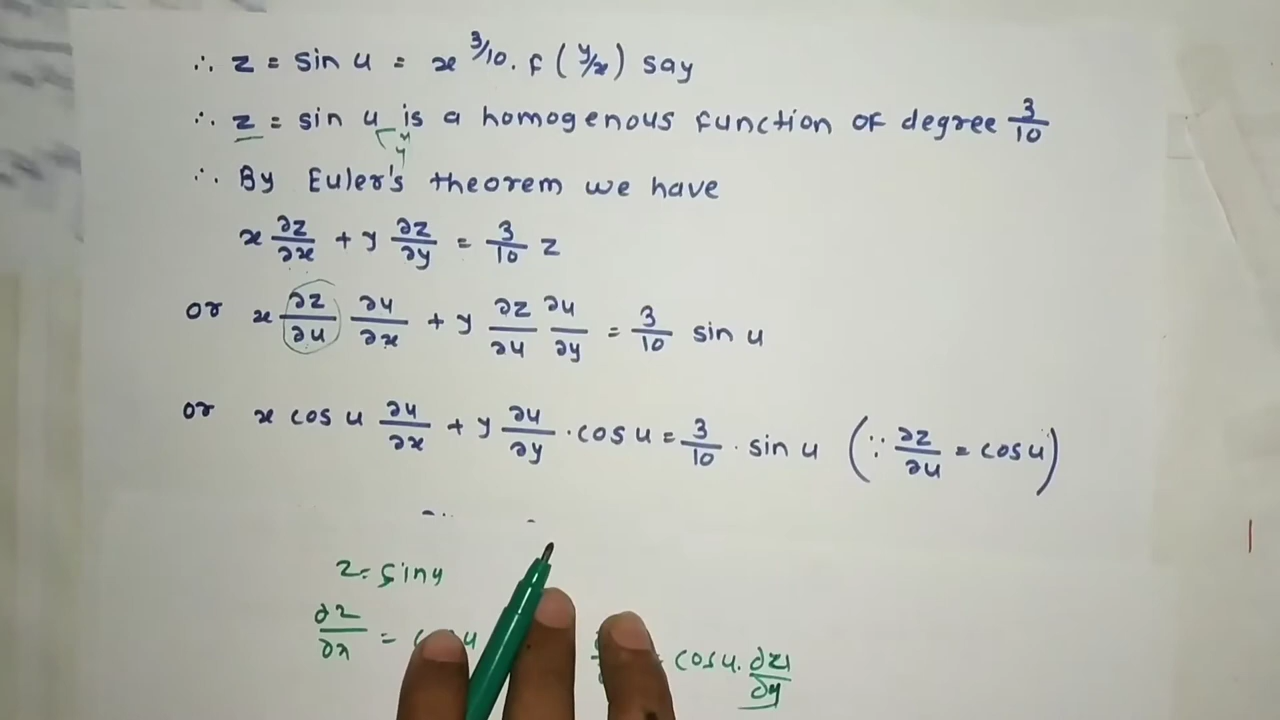 ∴ z = sin u = x^3/10 . f (y/x) say
∴ z = sin u is a homogenous function of degree 3/10
∴ By Euler's theorem we have
x ∂z/∂x + y ∂z/∂y = 3/10 z
or x ∂z/∂u ∂u/∂x + y ∂z/∂u ∂u/∂y = 3/10 sin u
or x cos u ∂u/∂x + y ∂u/∂y . cos u = 3/10 . sin u (∵ ∂z/∂u = cos u)
z = sin u
∂z/∂x = cos u cos u. ∂z/∂y